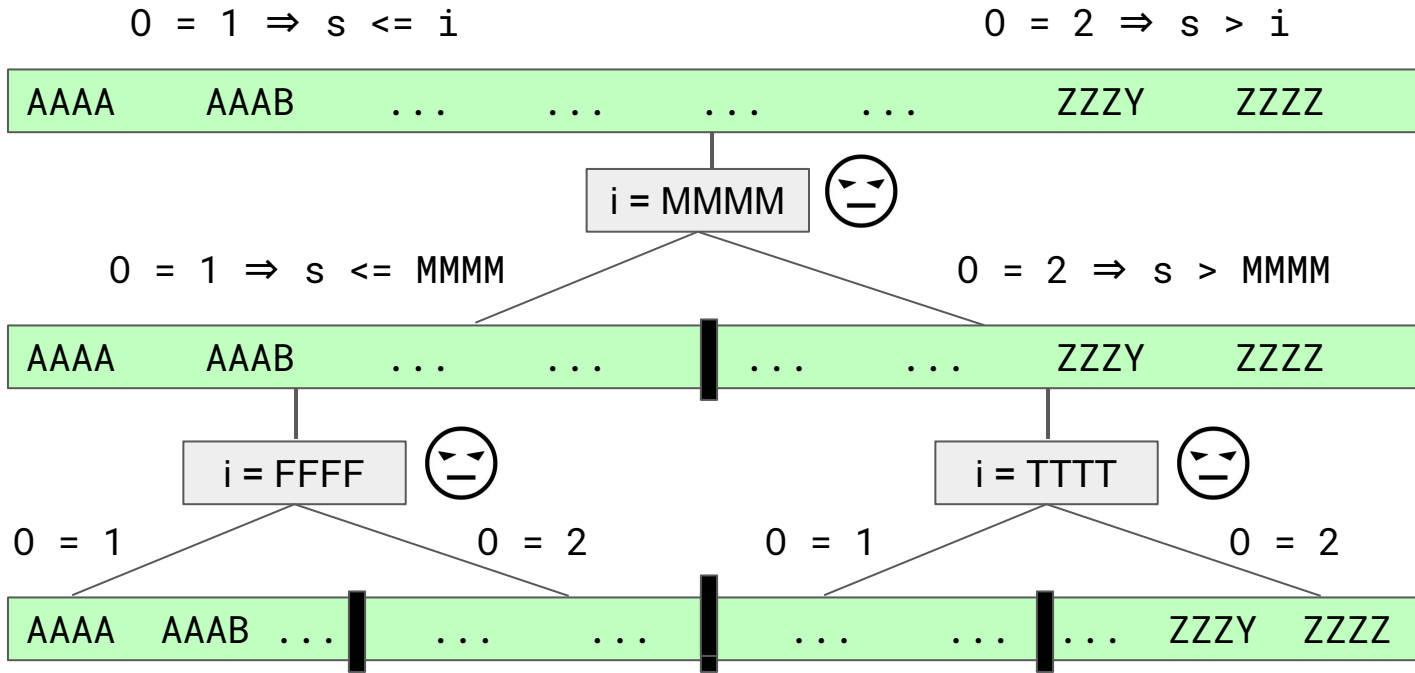 O = 1 ⇒ s <= i    O = 2 ⇒ s > i
AAAA AAAB ... ... ... ... ZZZY ZZZZ
i = MMMM
O = 1 ⇒ s <= MMMM    O = 2 ⇒ s > MMMM
AAAA AAAB ... ... ... ... ZZZY ZZZZ
i = FFFF    i = TTTT
O = 1    O = 2    O = 1    O = 2
AAAA AAAB ... ... ... ... ... ... ZZZY ZZZZ